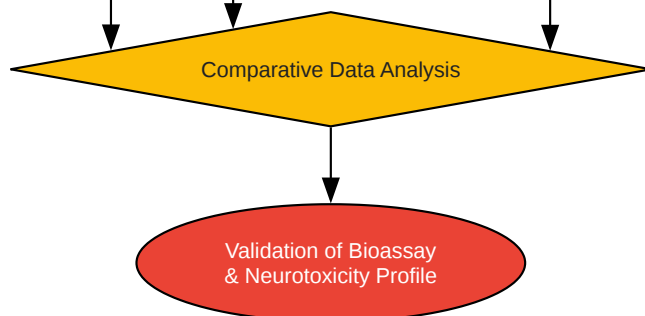 Comparative Data Analysis
Validation of Bioassay
& Neurotoxicity Profile